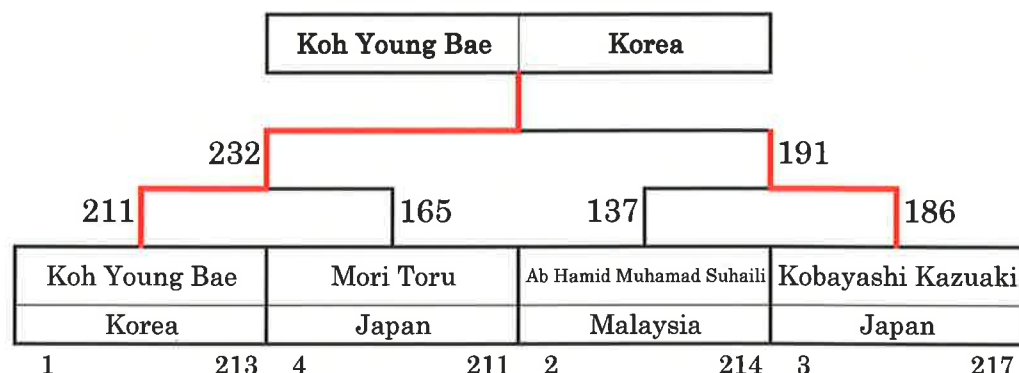 Koh Young Bae Korea
232 191
211 165 137 186
Koh Young Bae Mori Toru Ab Hamid Muhamad Suhaili Kobayashi Kazuaki
Korea Japan Malaysia Japan
1 213 4 211 2 214 3 217